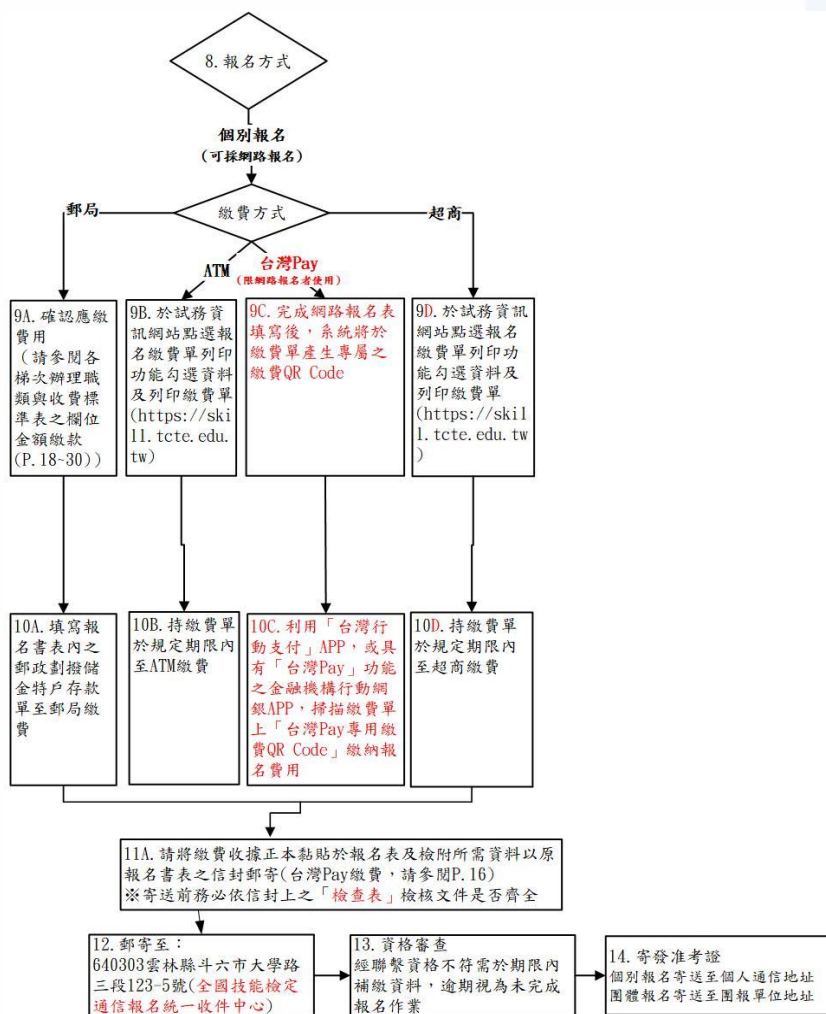 8.報名方式
個別報名
(可採網路報名)
郵局
繳費方式
超商
ATM
台灣Pay
(限網路報名者使用)
9A.確認應繳
費用
(請參閱各
梯次辦理職
類與收費標
準表之欄位
金額繳款
(P.18~30))
9B.於試務資
訊網站點選報
名繳費單列印
功能勾選資料
及列印繳費單
(https://ski
ll.tcte.edu.
tw)
9C.完成網路報名表
填寫後，系統將於
繳費單產生專屬之
繳費QR Code
9D.於試務資訊
網站點選報名
繳費單列印功
能勾選資料及
列印繳費單
(https://skil
l.tcte.edu.tw
)
10A.填寫報
名書表內之
郵政劃撥儲
金特戶存款
單至郵局繳
費
10B.持繳費單
於規定期限內
至ATM繳費
10C.利用「台灣行
動支付」APP，或具
有「台灣Pay」功能
之金融機構行動網
銀APP，掃描繳費單
上「台灣Pay專用繳
費QR Code」繳納報
名費用
10D.持繳費單
於規定期限內
至超商繳費
11A.請將繳費收據正本黏貼於報名表及檢附所需資料以原
報名書表之信封郵寄(台灣Pay繳費，請參閱P.16)
※寄送前務必依信封上之「檢查表」檢核文件是否齊全
12.郵寄至：
640303雲林縣斗六市大學路
三段123-5號(全國技能檢定
通信報名統一收件中心)
13.資格審查
經聯繫資格不符需於期限內
補繳資料，逾期視為未完成
報名作業
14.寄發准考證
個別報名寄送至個人通信地址
團體報名寄送至團報單位地址